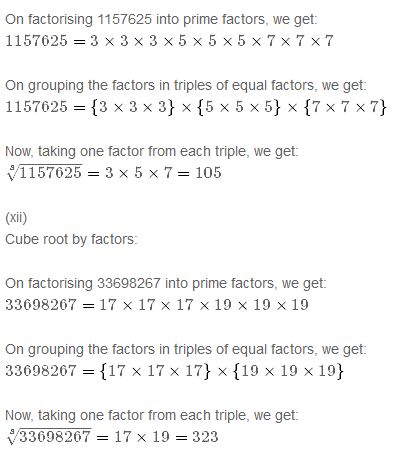 On factorising 1157625 into prime factors, we get:
1157625 = 3 × 3 × 3 × 5 × 5 × 5 × 7 × 7 × 7
On grouping the factors in triples of equal factors, we get:
1157625 = {3 × 3 × 3} × {5 × 5 × 5} × {7 × 7 × 7}
Now, taking one factor from each triple, we get:
∛1157625 = 3 × 5 × 7 = 105
(xii)
Cube root by factors:
On factorising 33698267 into prime factors, we get:
33698267 = 17 × 17 × 17 × 19 × 19 × 19
On grouping the factors in triples of equal factors, we get:
33698267 = {17 × 17 × 17} × {19 × 19 × 19}
Now, taking one factor from each triple, we get:
∛33698267 = 17 × 19 = 323